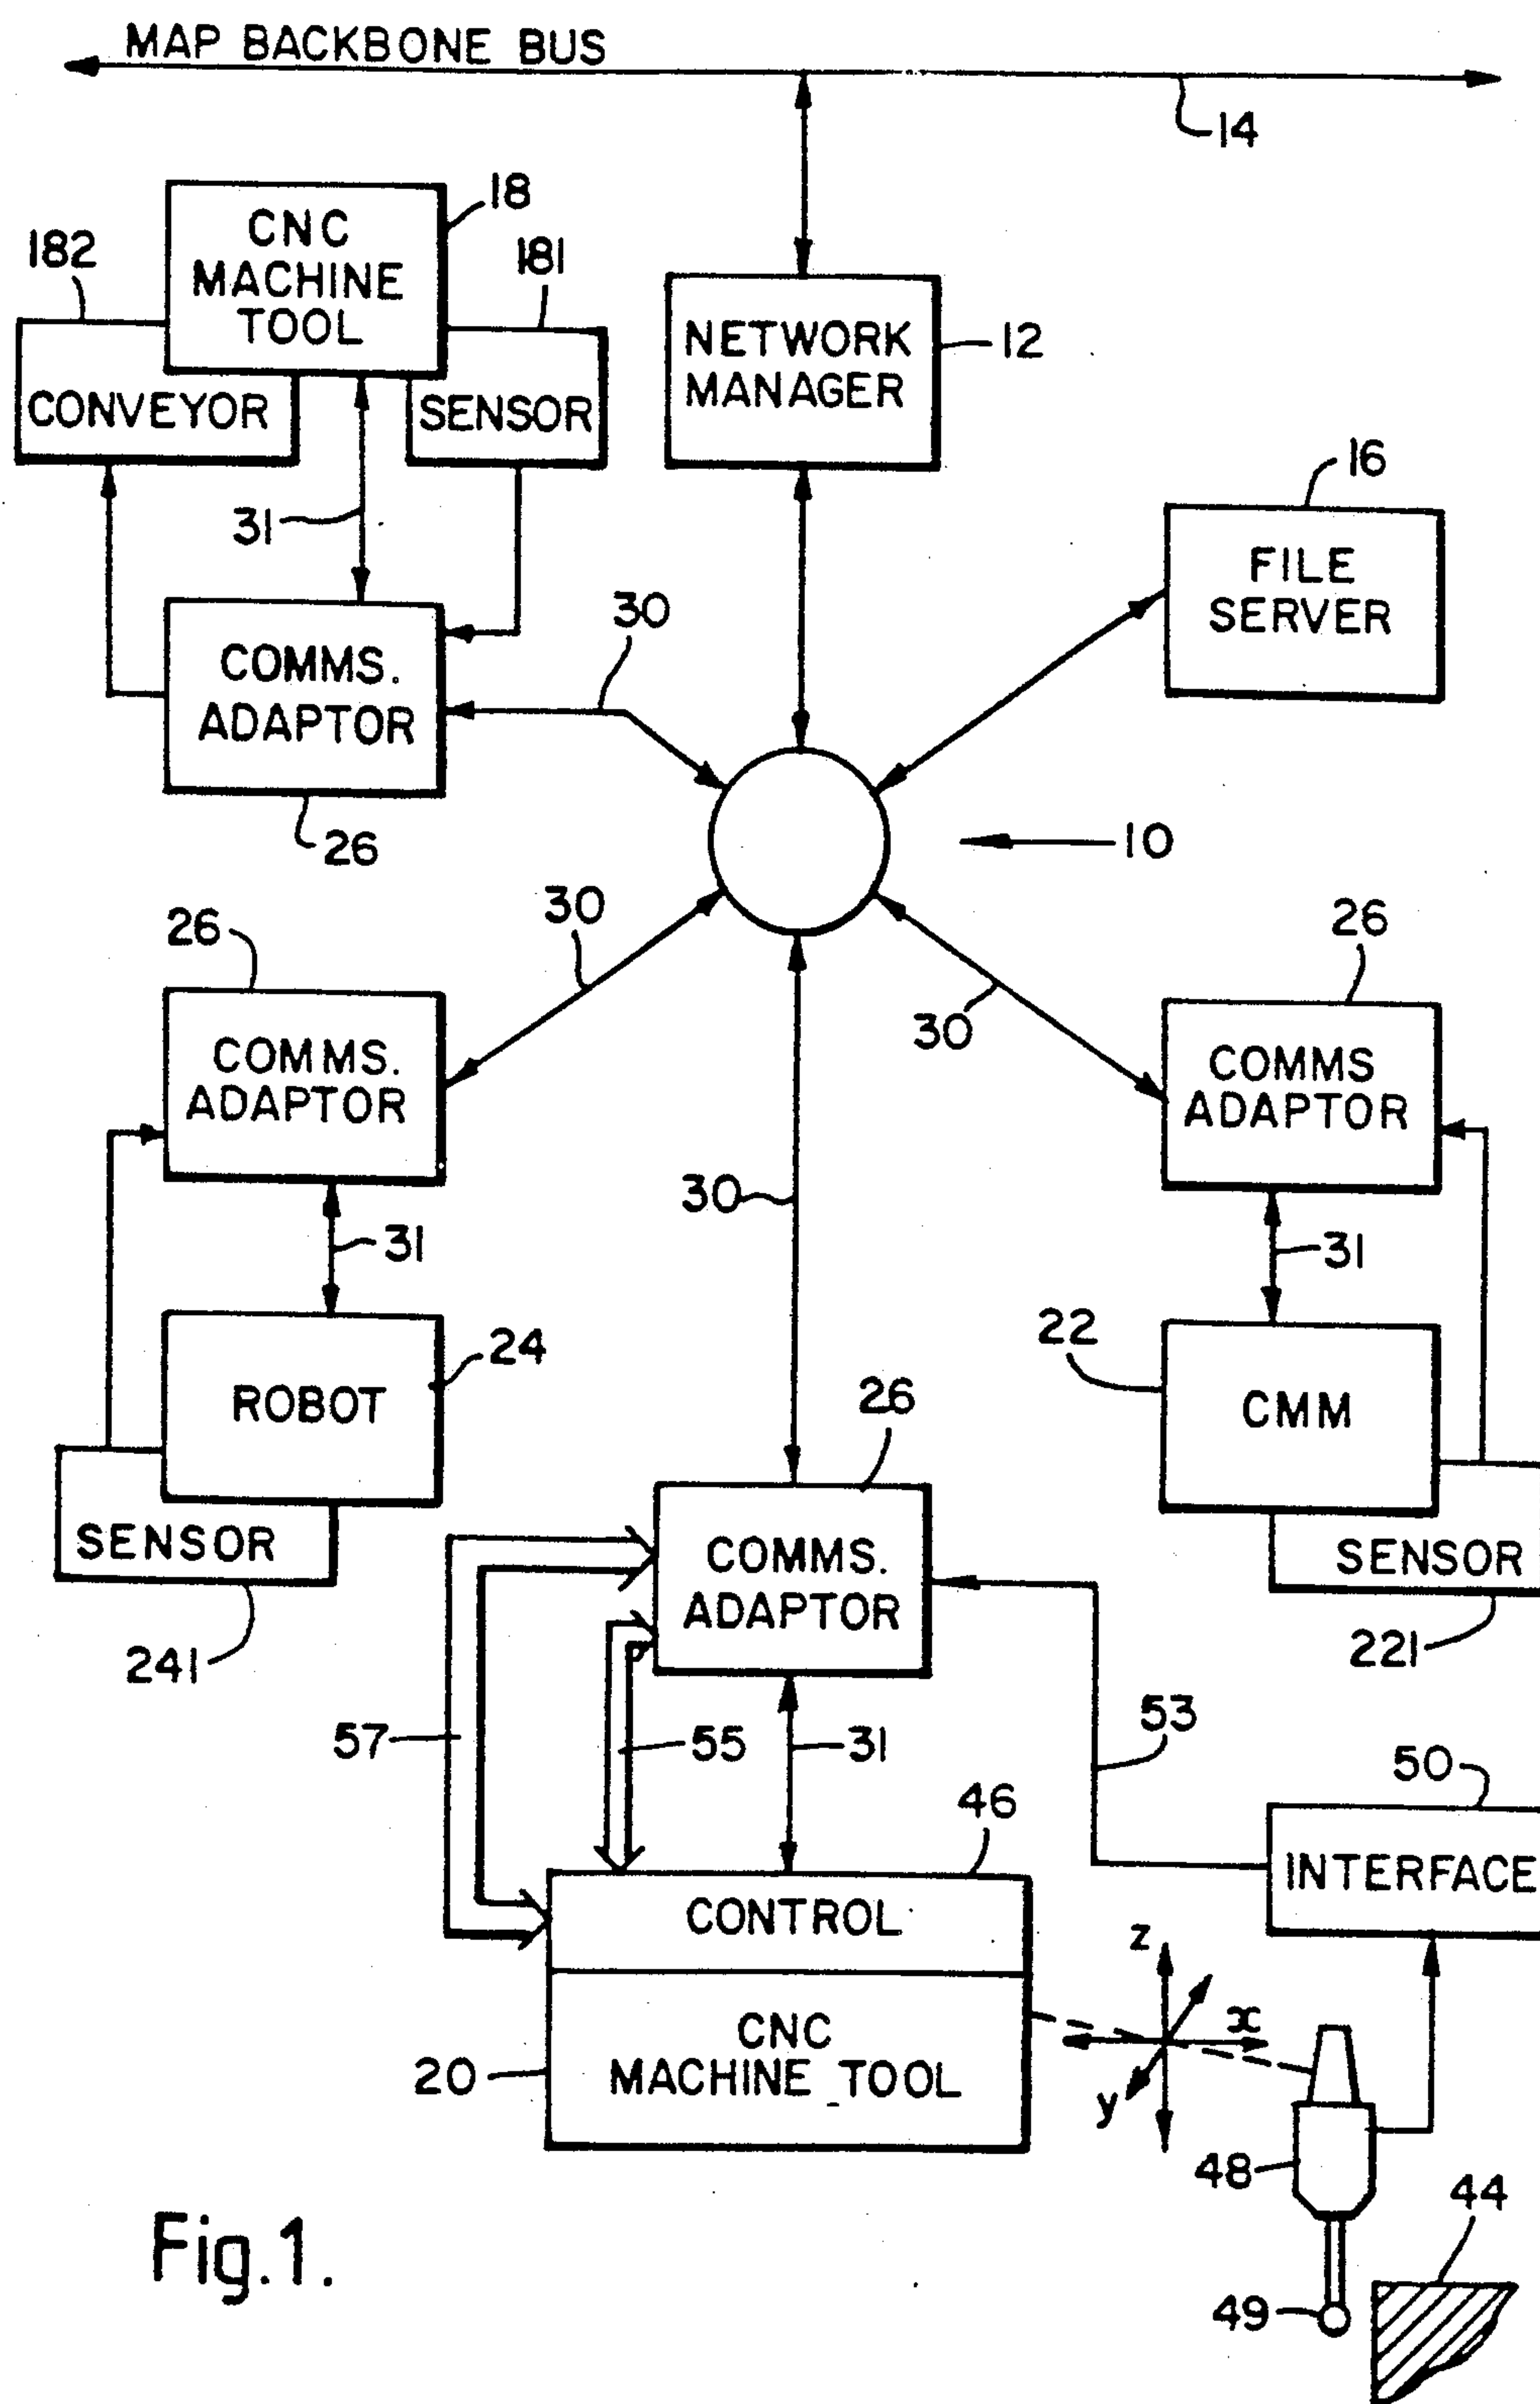 MAP BACKBONE BUS
14
18
CNC
MACHINE
TOOL
182
181
CONVEYOR
SENSOR
NETWORK
MANAGER
12
31
16
FILE
SERVER
30
COMMS.
ADAPTOR
26
10
30
26
COMMS.
ADAPTOR
30
26
COMMS
ADAPTOR
30
31
31
22
24
ROBOT
CMM
26
SENSOR
241
COMMS.
ADAPTOR
SENSOR
221
57
55
31
53
50
46
CONTROL
INTERFACE
z
x
y
CNC
MACHINE TOOL
20
48
44
49
Fig.1.